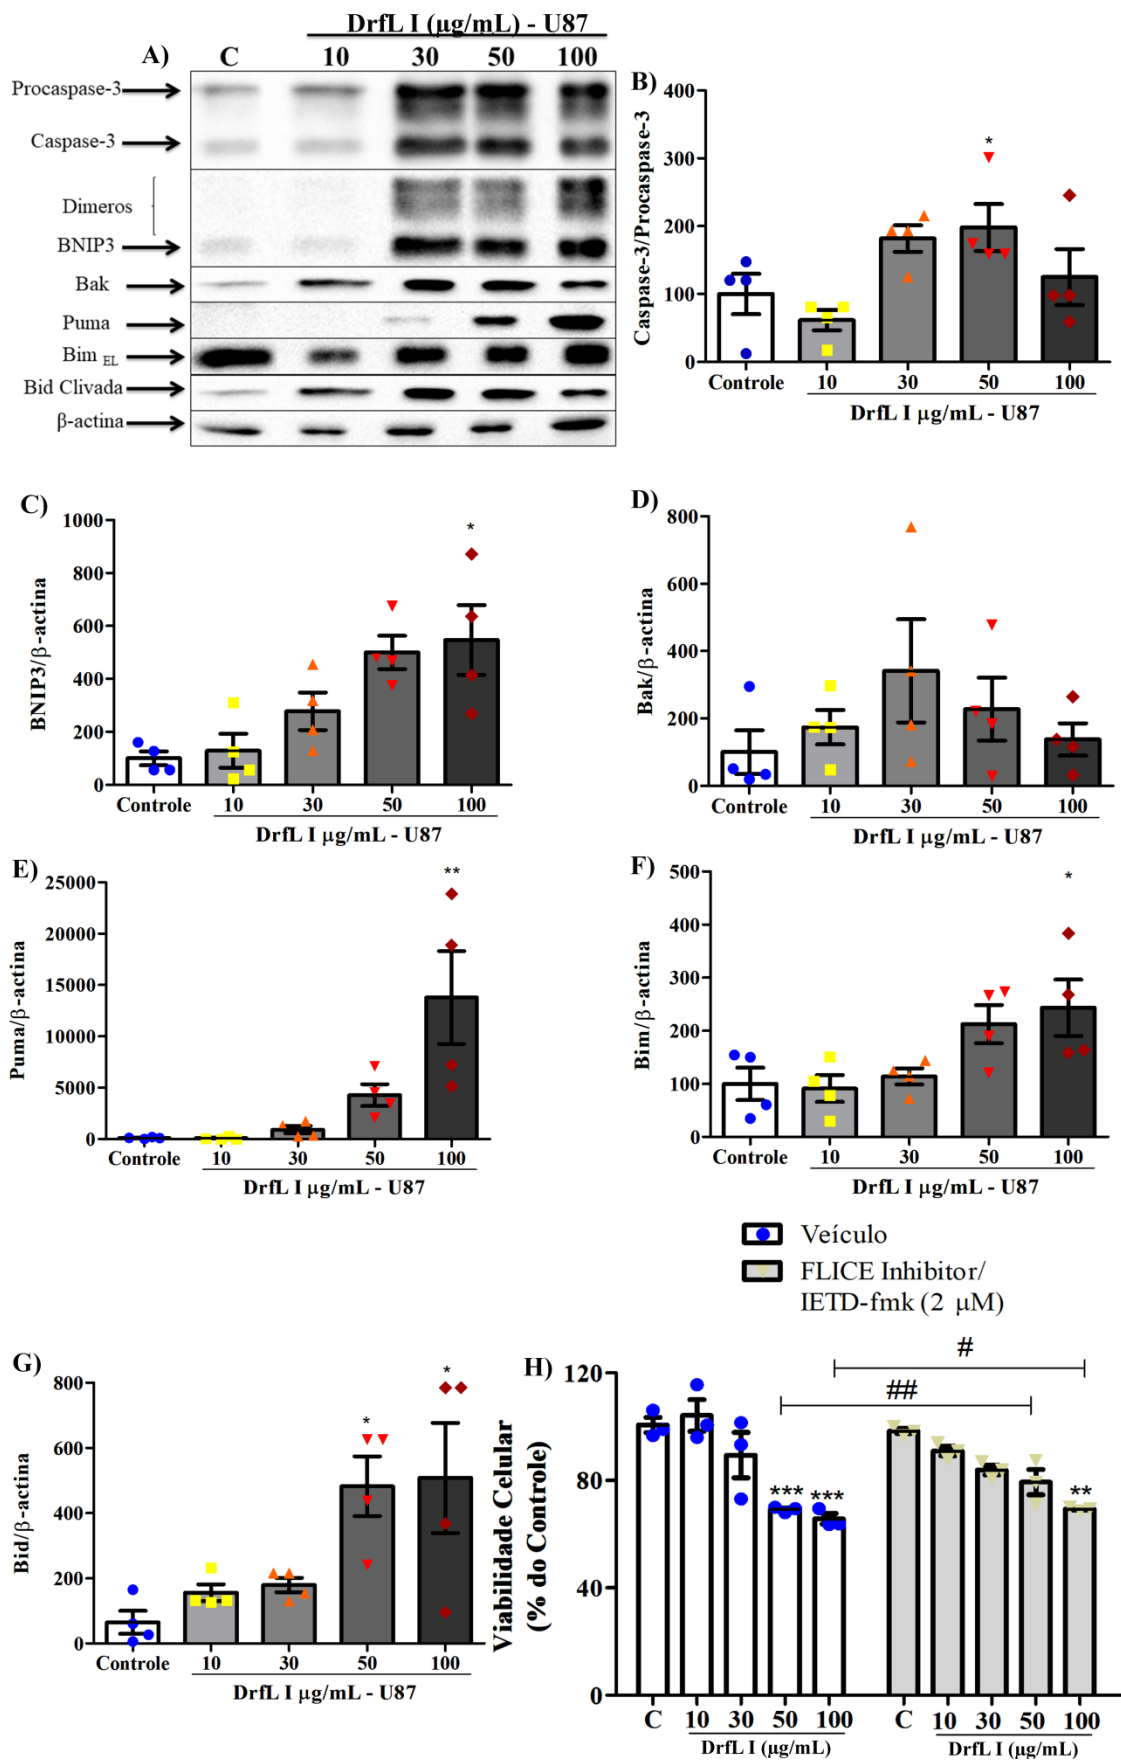 DrfL I (μg/mL) - U87
A) C 10 30 50 100
Procaspase-3
Caspase-3
Dimeros
BNIP3
Bak
Puma
Bim EL
Bid Clivada
β-actina
B)
Caspase-3/Procaspase-3
400
300
200
100
0
*
Controle 10 30 50 100
DrfL I μg/mL - U87
C)
BNIP3/β-actina
1000
800
600
400
200
0
*
Controle 10 30 50 100
DrfL I μg/mL - U87
D)
Bak/β-actina
800
600
400
200
0
Controle 10 30 50 100
DrfL I μg/mL - U87
E)
Puma/β-actina
25000
20000
15000
10000
5000
0
**
Controle 10 30 50 100
DrfL I μg/mL - U87
F)
Bim/β-actina
500
400
300
200
100
0
*
Controle 10 30 50 100
DrfL I μg/mL - U87
Veículo
FLICE Inhibitor/
IETD-fmk (2 μM)
G)
Bid/β-actina
800
600
400
200
0
* *
Controle 10 30 50 100
DrfL I μg/mL - U87
H)
Viabilidade Celular
(% do Controle)
120
80
40
0
#
##
*** *** **
C 10 30 50 100 C 10 30 50 100
DrfL I (μg/mL) DrfL I (μg/mL)